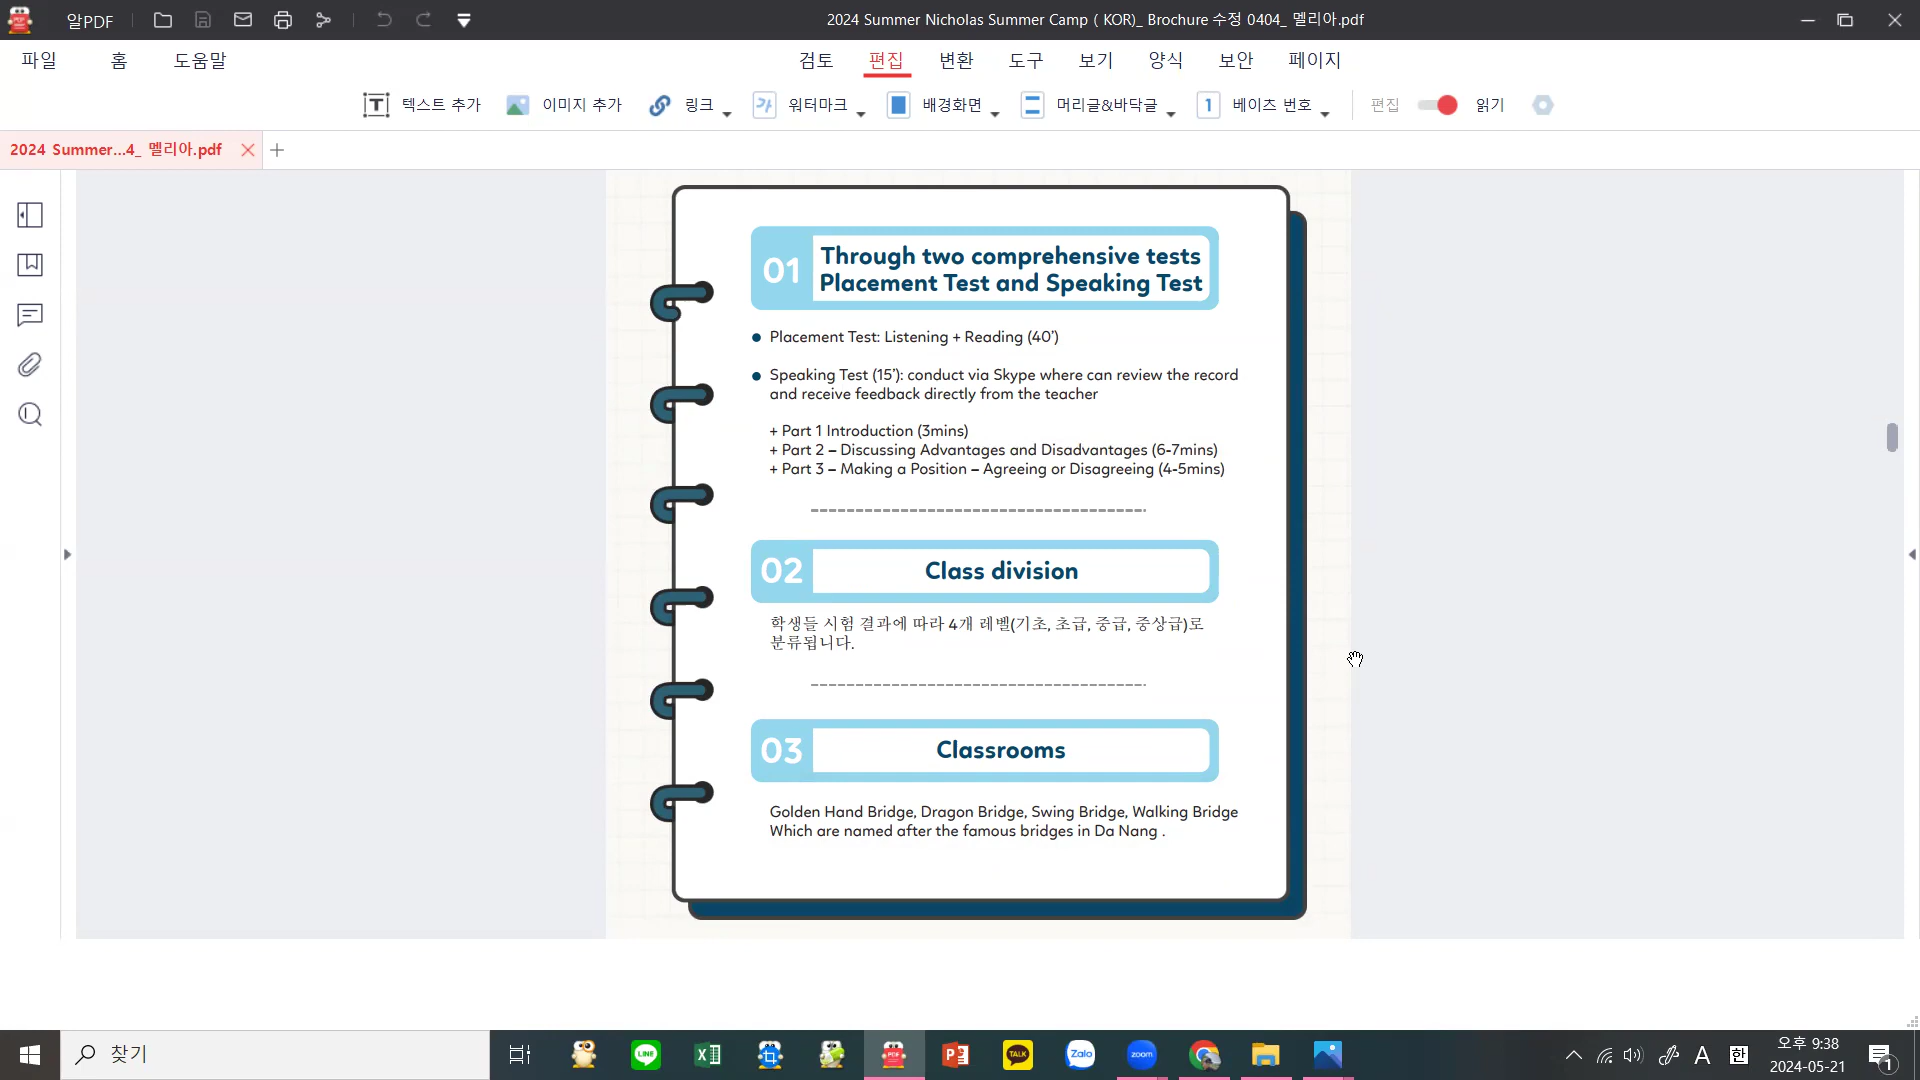 알PDF
2024 Summer Nicholas Summer Camp ( KOR)_ Brochure 수정 0404_ 멜리아.pdf
파일 홈 도움말 검토 편집 변환 도구 보기 양식 보안 페이지
텍스트 추가 이미지 추가 링크 워터마크 배경화면 머리글&바닥글 베이츠 번호 편집 읽기
2024 Summer...4_ 멜리아.pdf
01
Through two comprehensive tests
Placement Test and Speaking Test
Placement Test: Listening + Reading (40')
Speaking Test (15'): conduct via Skype where can review the record
and receive feedback directly from the teacher
+ Part 1 Introduction (3mins)
+ Part 2 – Discussing Advantages and Disadvantages (6-7mins)
+ Part 3 – Making a Position – Agreeing or Disagreeing (4-5mins)
02 Class division
학생들 시험 결과에 따라 4개 레벨(기초, 초급, 중급, 중상급)로
분류됩니다.
03 Classrooms
Golden Hand Bridge, Dragon Bridge, Swing Bridge, Walking Bridge
Which are named after the famous bridges in Da Nang .
찾기
LINE
PDF
TALK
Zalo
zoom
A
한
오후 9:38
2024-05-21
1